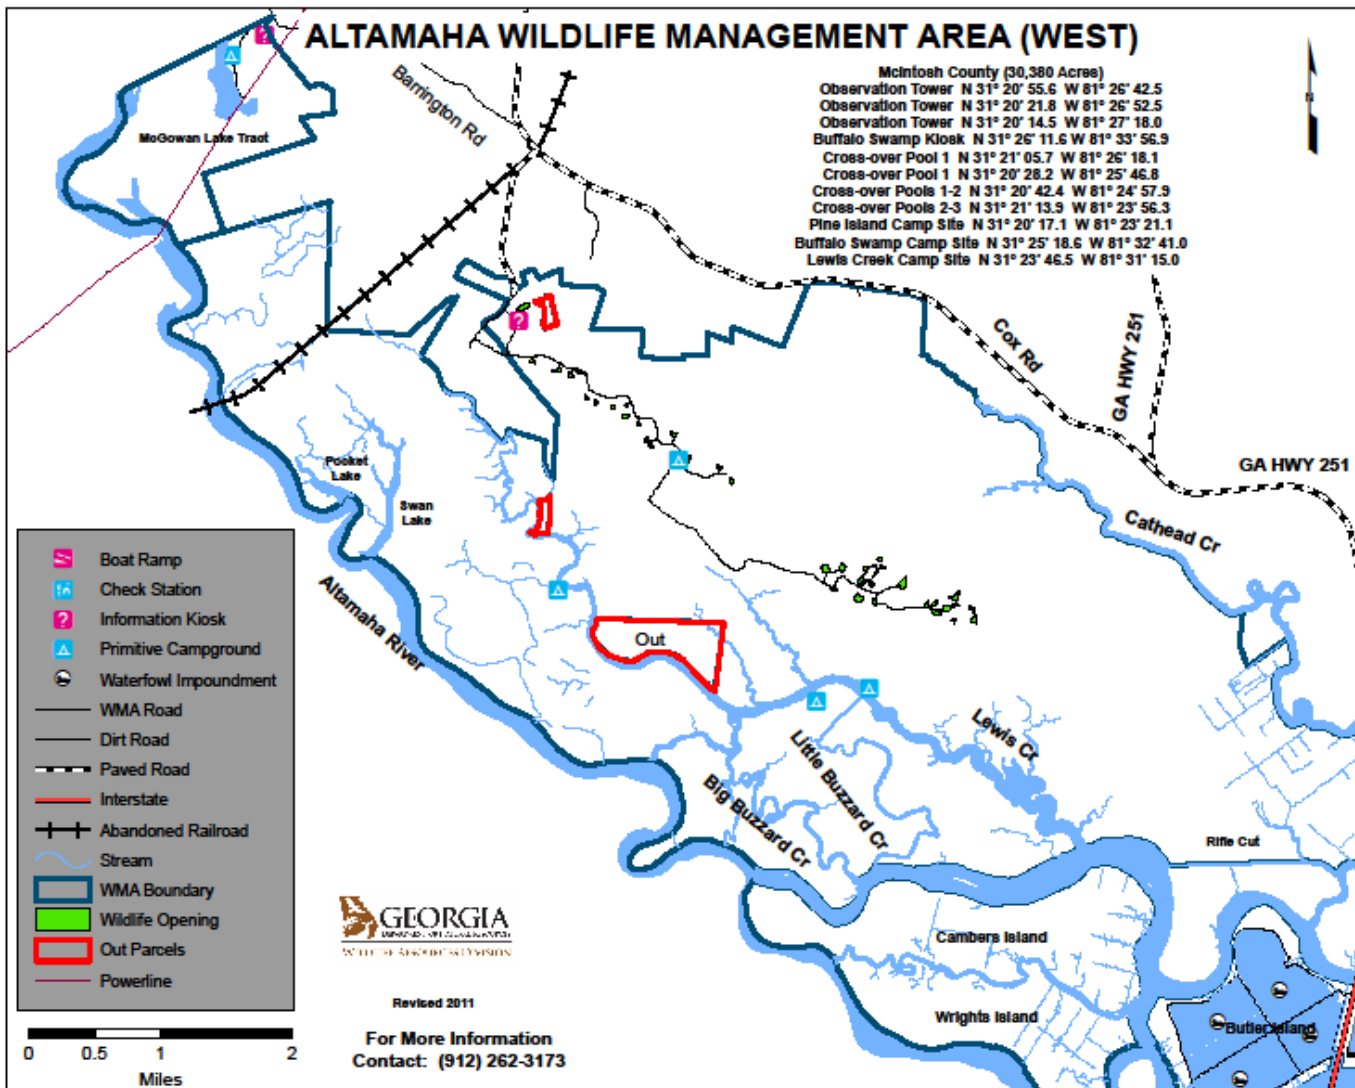 ALTAMAHA WILDLIFE MANAGEMENT AREA (WEST)
McIntosh County (30,380 Acres)
Observation Tower N 31° 20' 55.6 W 81° 26' 42.5
Observation Tower N 31° 20' 21.8 W 81° 26' 52.5
Observation Tower N 31° 20' 14.5 W 81° 27' 18.0
Buffalo Swamp Kiosk N 31° 26' 11.6 W 81° 33' 56.9
Cross-over Pool 1 N 31° 21' 05.7 W 81° 26' 18.1
Cross-over Pool 1 N 31° 20' 28.2 W 81° 25' 46.8
Cross-over Pools 1-2 N 31° 20' 42.4 W 81° 24' 57.9
Cross-over Pools 2-3 N 31° 21' 13.9 W 81° 23' 56.3
Pine Island Camp Site N 31° 20' 17.1 W 81° 23' 21.1
Buffalo Swamp Camp Site N 31° 25' 18.6 W 81° 32' 41.0
Lewis Creek Camp Site N 31° 23' 46.5 W 81° 31' 15.0
N
Barrington Rd
McGowan Lake Tract
Cox Rd
GA HWY 251
GA HWY 251
Pocket
Lake
Swan
Lake
Cathead Cr
Altamaha River
Out
Lewis Cr
Little Buzzard Cr
Big Buzzard Cr
Rifle Cut
Cambers Island
Wrights Island
Butler Island
Boat Ramp
Check Station
? Information Kiosk
Primitive Campground
Waterfowl Impoundment
WMA Road
Dirt Road
Paved Road
Interstate
Abandoned Railroad
Stream
WMA Boundary
Wildlife Opening
Out Parcels
Powerline
GEORGIA
DEPARTMENT OF NATURAL RESOURCES
WILDLIFE RESOURCES DIVISION
Revised 2011
For More Information
Contact: (912) 262-3173
0 0.5 1 2
Miles